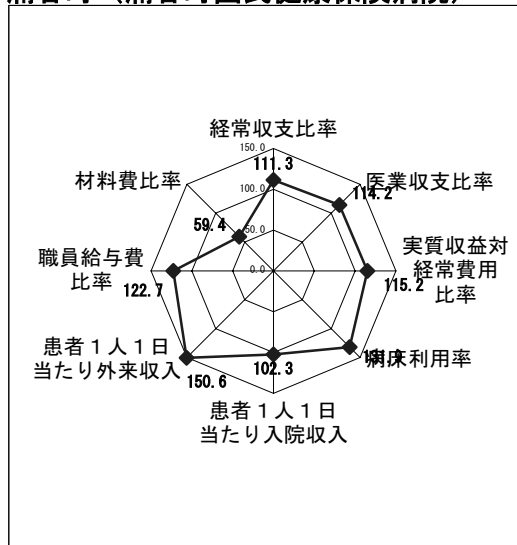 経常収支比率
150.0
111.3
材料費比率
医業収支比率
100.0
114.2
59.4
50.0
職員給与費
比率
122.7
0.0
実質収益対
経常費用
比率
115.2
患者１人１日
当たり外来収入
150.6
102.3
病床利用率
患者１人１日
当たり入院収入